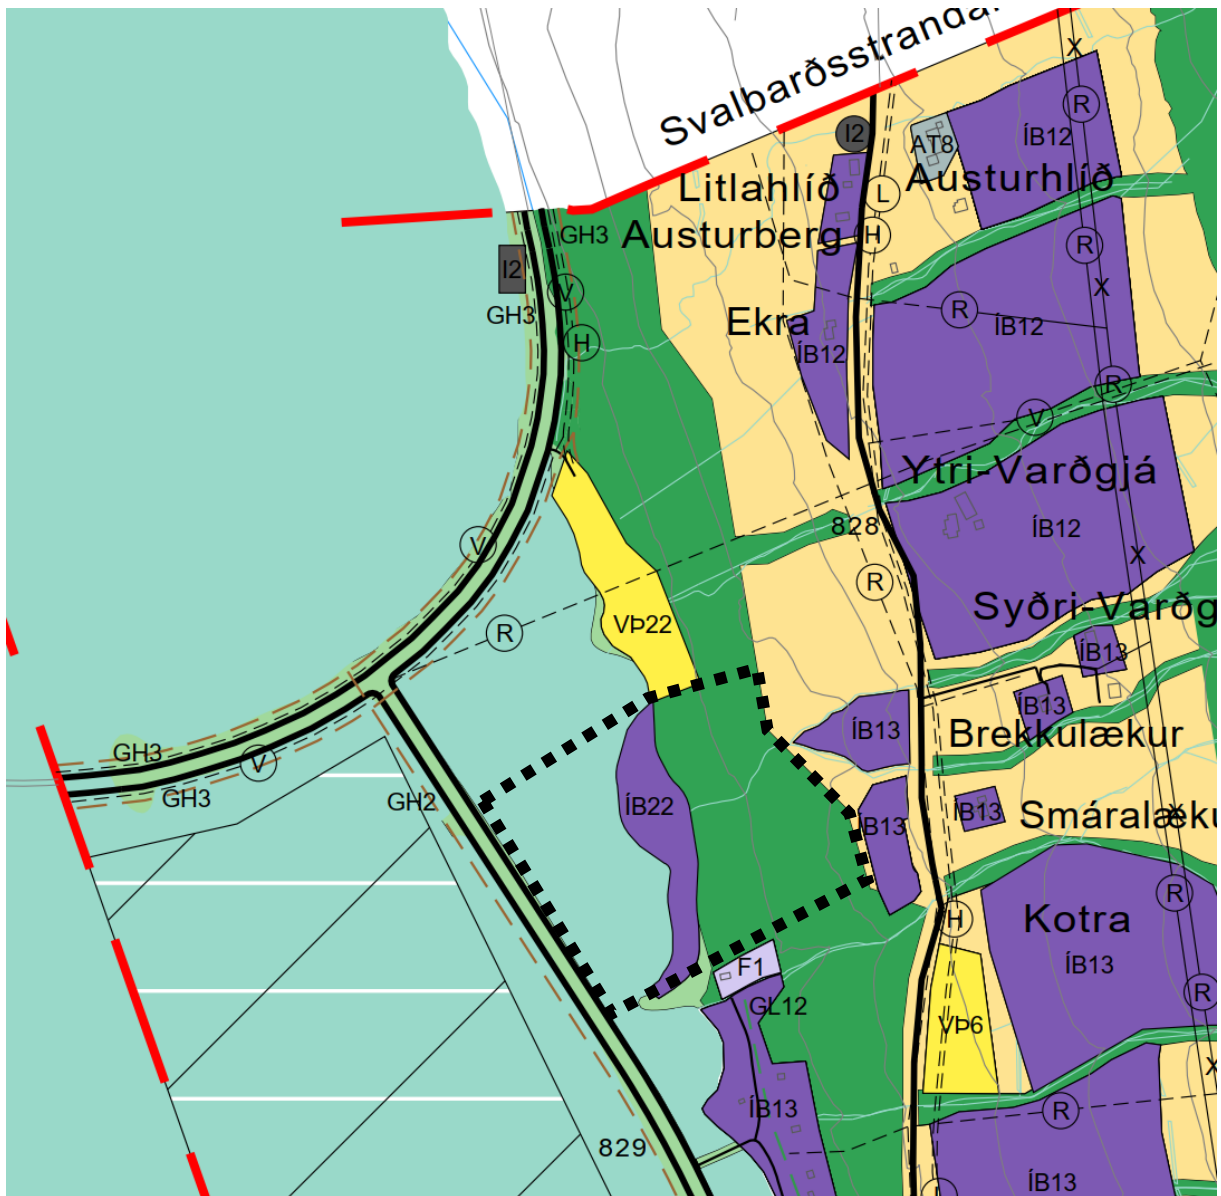 Svalbarðsstranda
R
I2
ÍB12
AT8
Litlahlíð
Austurhlíð
L
GH3
Austurberg
H
R
I2
V
X
GH3
Ekra
R
ÍB12
H
ÍB12
R
V
Ytri-Varðgjá
828
ÍB12
V
X
R
Syðri-Varðg
VÞ22
R
ÍB13
ÍB13
ÍB13
Brekkulækur
GH3
V
GH3
GH2
ÍB22
ÍB13
ÍB13
Smáralæku
X
R
Kotra
H
F1
ÍB13
GL12
R
VÞ6
X
ÍB13
R
829
ÍB13